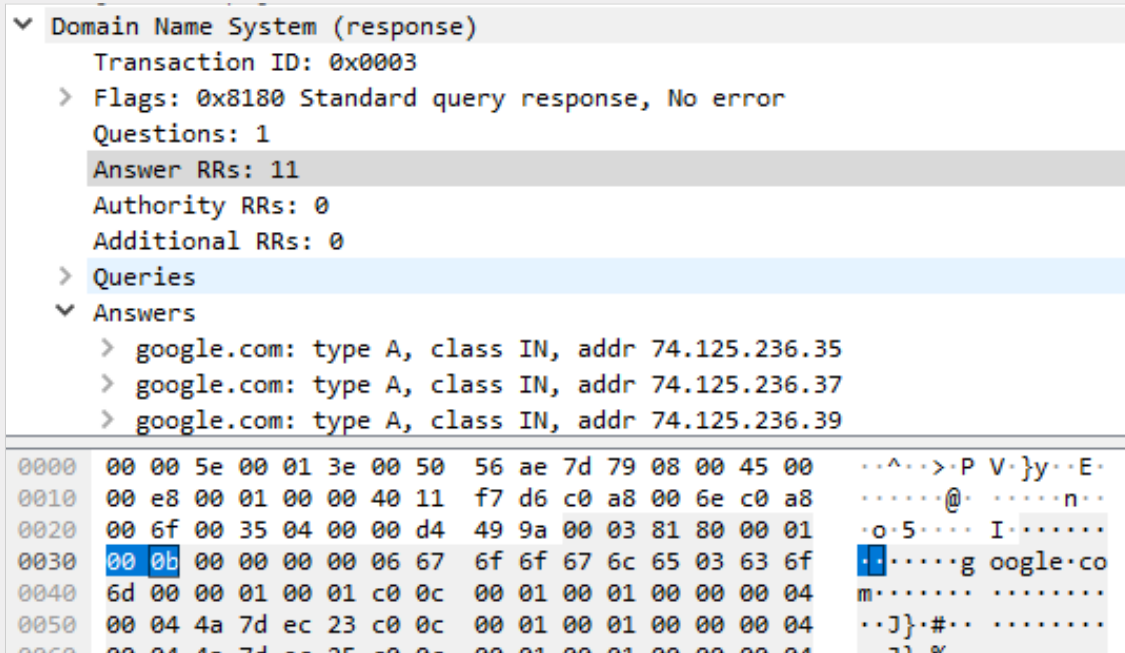 Domain Name System (response)
Transaction ID: 0x0003
Flags: 0x8180 Standard query response, No error
Questions: 1
Answer RRs: 11
Authority RRs: 0
Additional RRs: 0
Queries
Answers
google.com: type A, class IN, addr 74.125.236.35
google.com: type A, class IN, addr 74.125.236.37
google.com: type A, class IN, addr 74.125.236.39
0000 00 00 5e 00 01 3e 00 50 56 ae 7d 79 08 00 45 00 ··^··>·P V·}y··E·
0010 00 e8 00 01 00 00 40 11 f7 d6 c0 a8 00 6e c0 a8 ······@· ·····n··
0020 00 6f 00 35 04 00 00 d4 49 9a 00 03 81 80 00 01 ·o·5···· I·······
0030 00 0b 00 00 00 00 06 67 6f 6f 67 6c 65 03 63 6f ·······g oogle·co
0040 6d 00 00 01 00 01 c0 0c 00 01 00 01 00 00 00 04 m······· ········
0050 00 04 4a 7d ec 23 c0 0c 00 01 00 01 00 00 00 04 ··J}·#·· ········